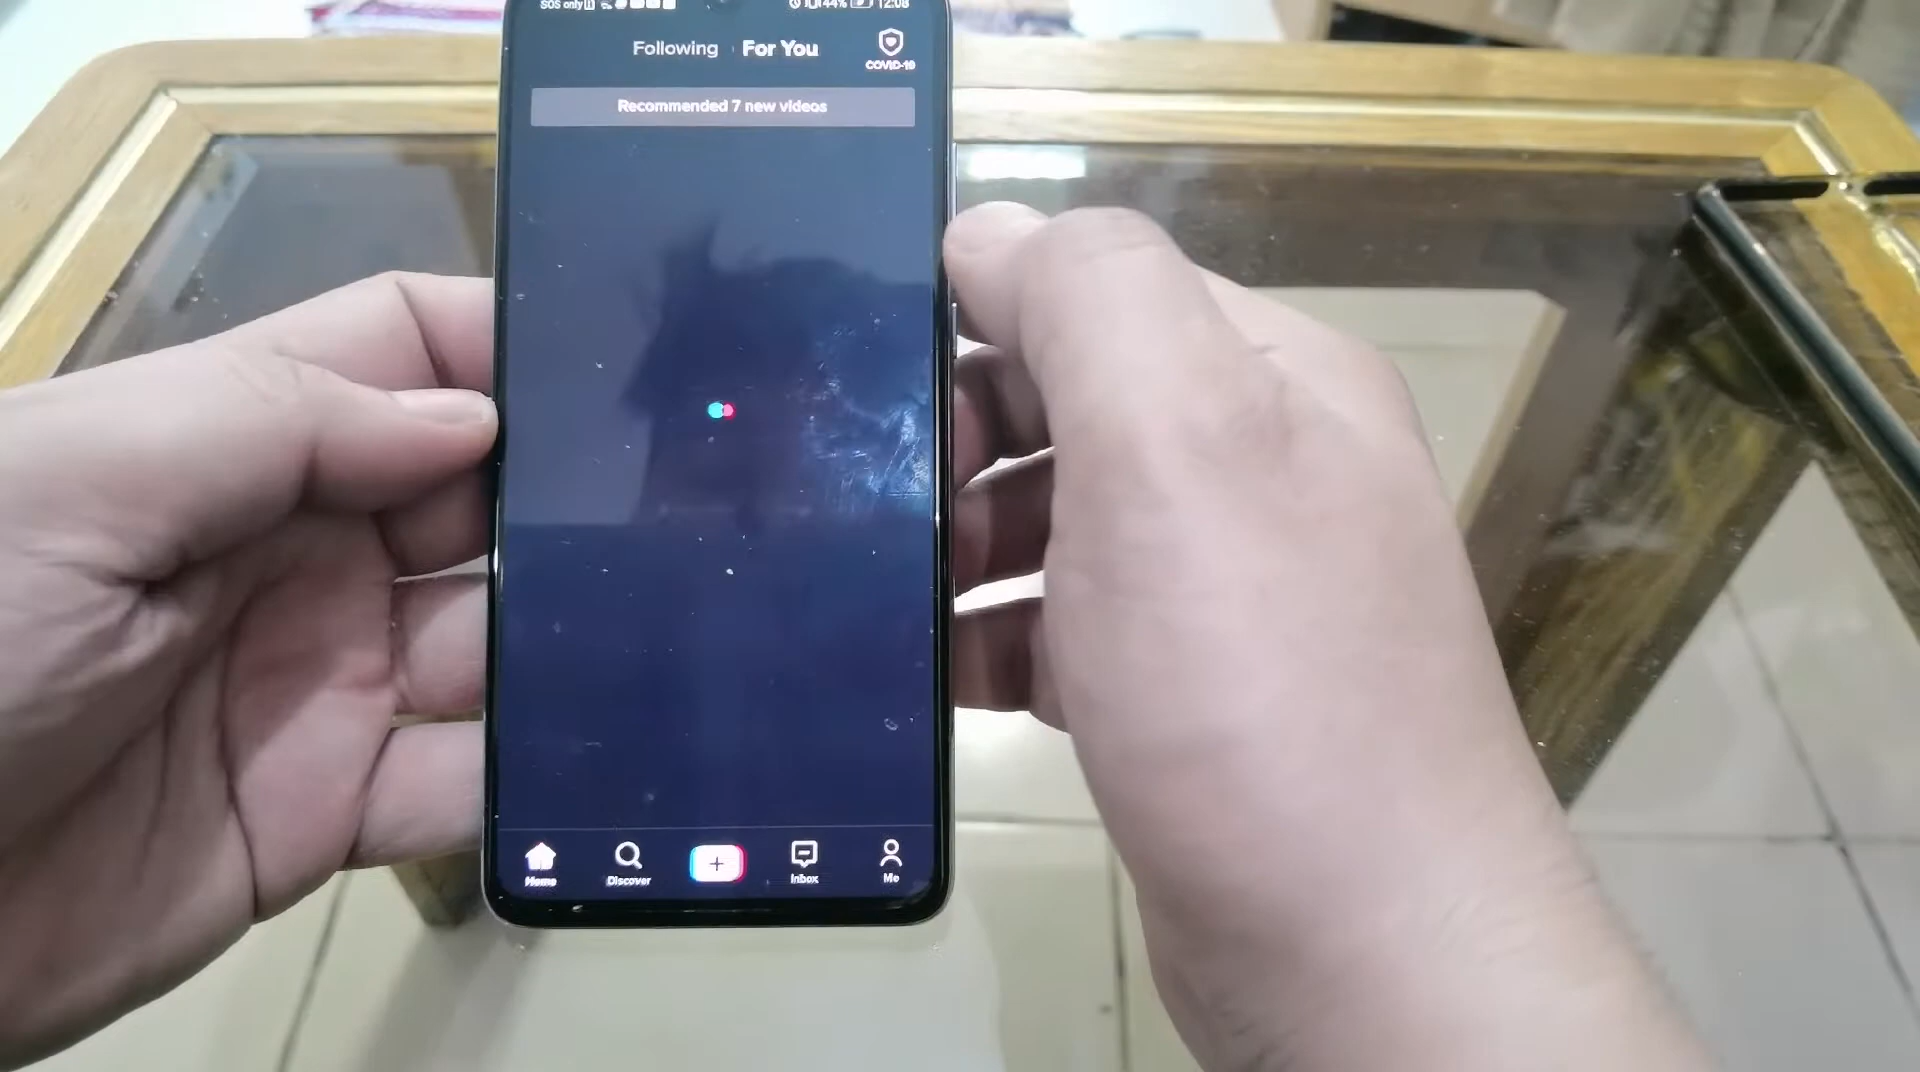 SOS only 44% 12:08
Following For You
COVID-19
Recommended 7 new videos
Home Discover Inbox Me